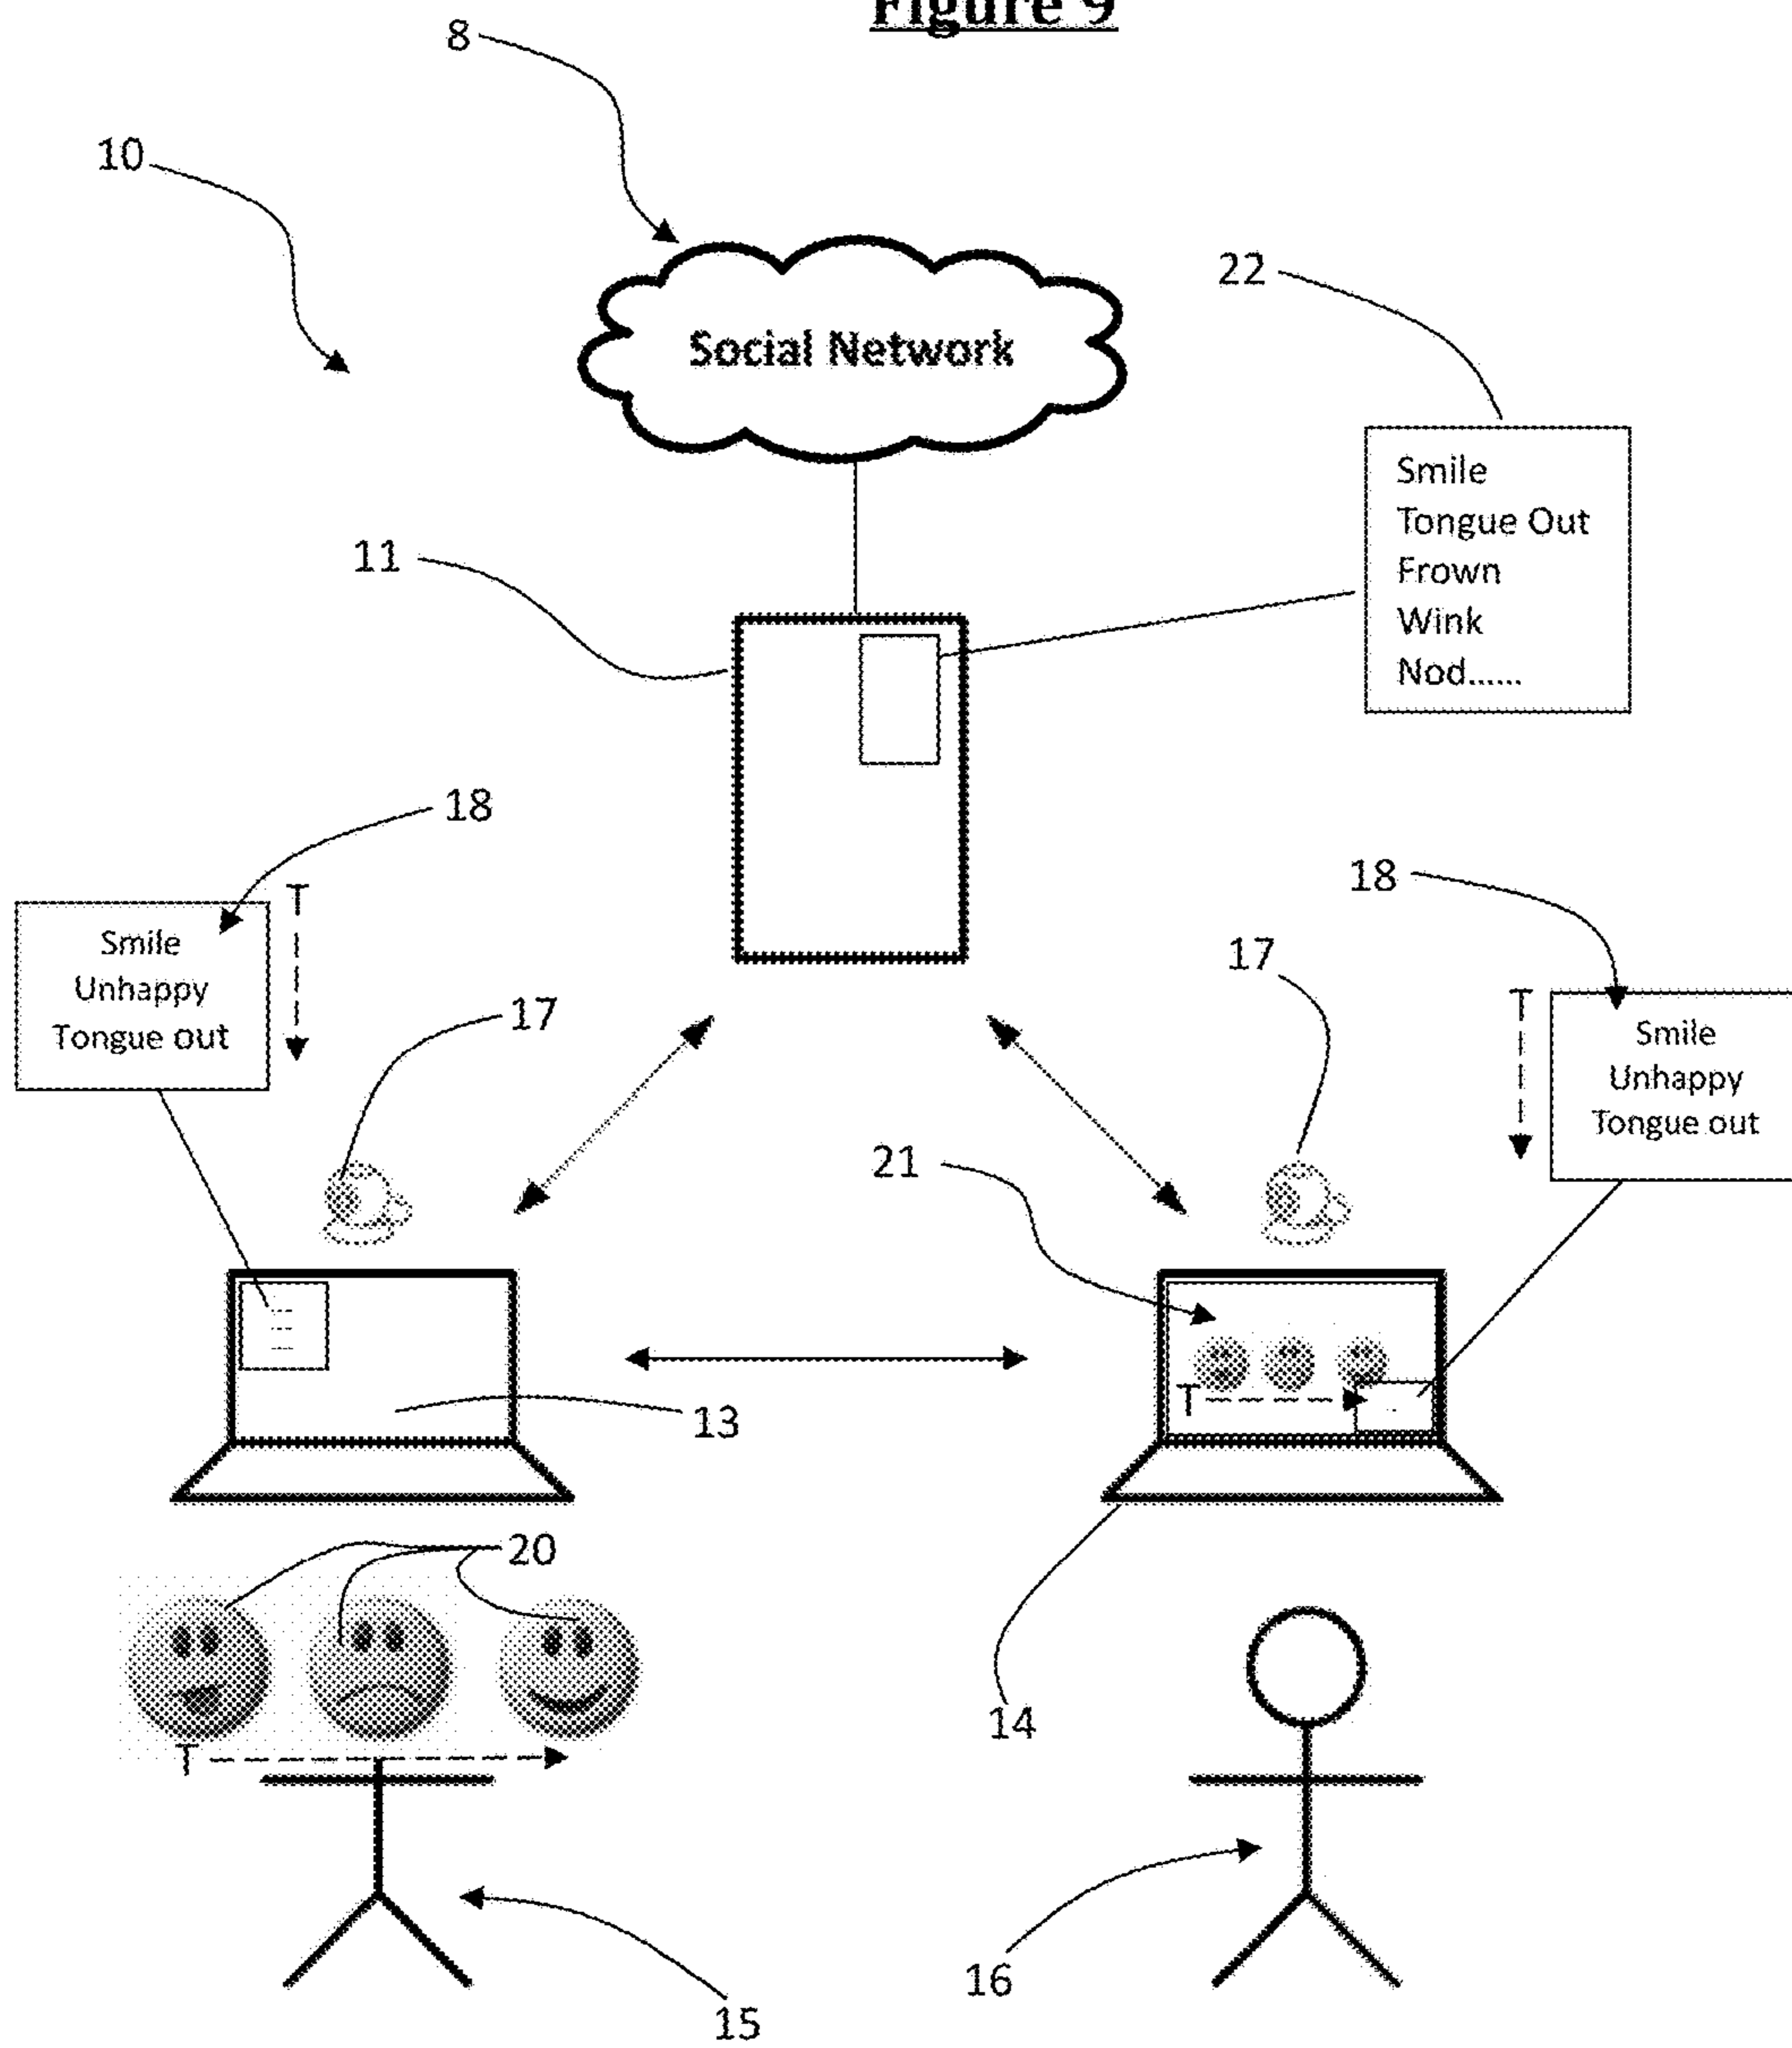 Figure 9
8
10
Social Network
22
Smile
Tongue Out
Frown
Wink
Nod......
11
18
T
Smile
Unhappy
Tongue out
17
18
17
T
Smile
Unhappy
Tongue out
21
T
13
20
T
14
16
15